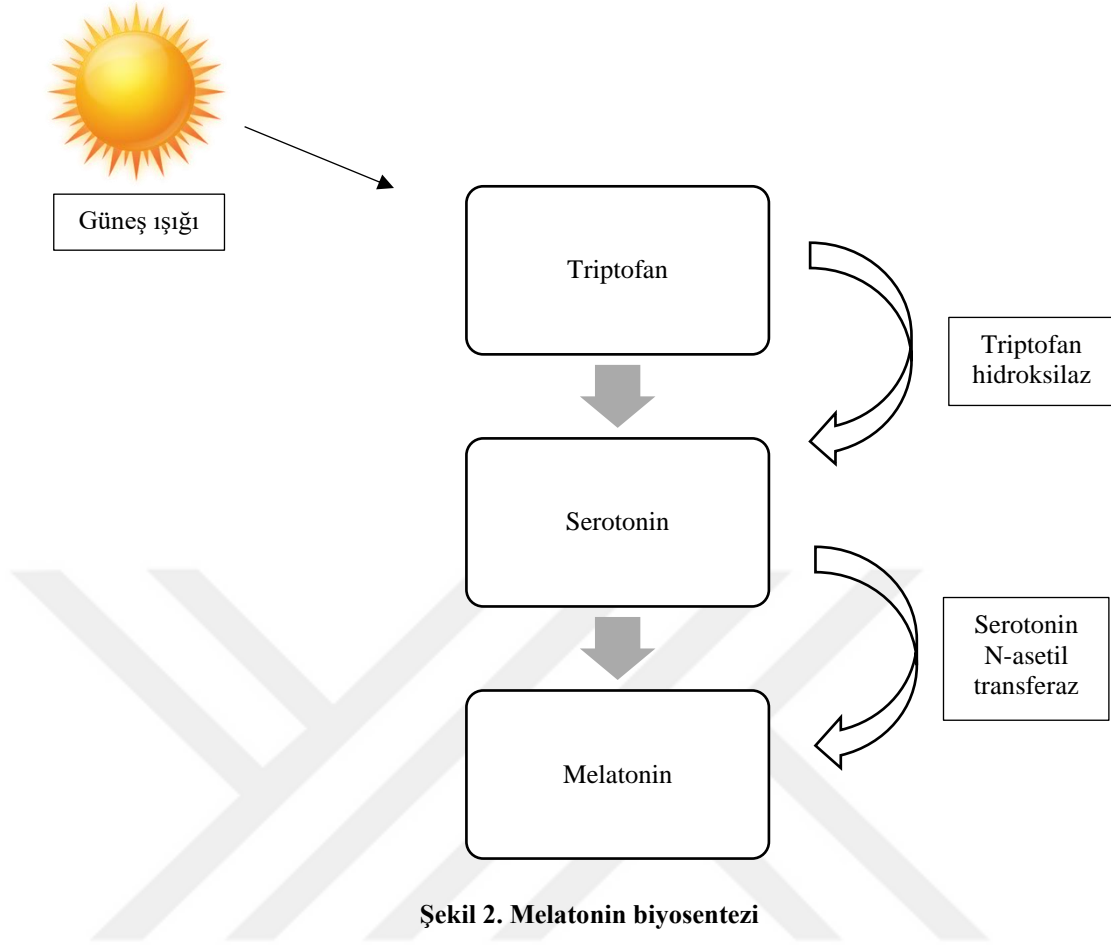 Güneş ışığı
Triptofan
Triptofan
hidroksilaz
Serotonin
Serotonin
N-asetil
transferaz
Melatonin
Şekil 2. Melatonin biyosentezi